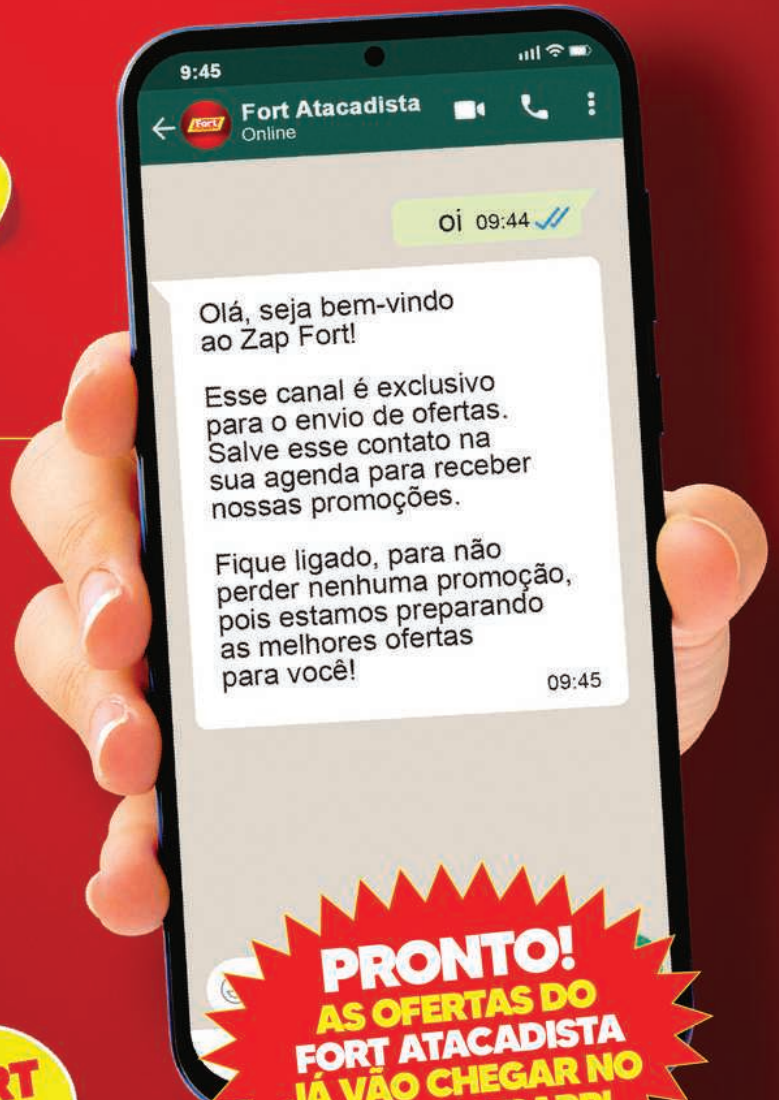 9:45
Fort
Fort Atacadista
Online
oi 09:44
Olá, seja bem-vindo
ao Zap Fort!
Esse canal é exclusivo
para o envio de ofertas.
Salve esse contato na
sua agenda para receber
nossas promoções.
Fique ligado, para não
perder nenhuma promoção,
pois estamos preparando
as melhores ofertas
para você!
09:45
PRONTO!
AS OFERTAS DO
FORT ATACADISTA
JÁ VÃO CHEGAR NO